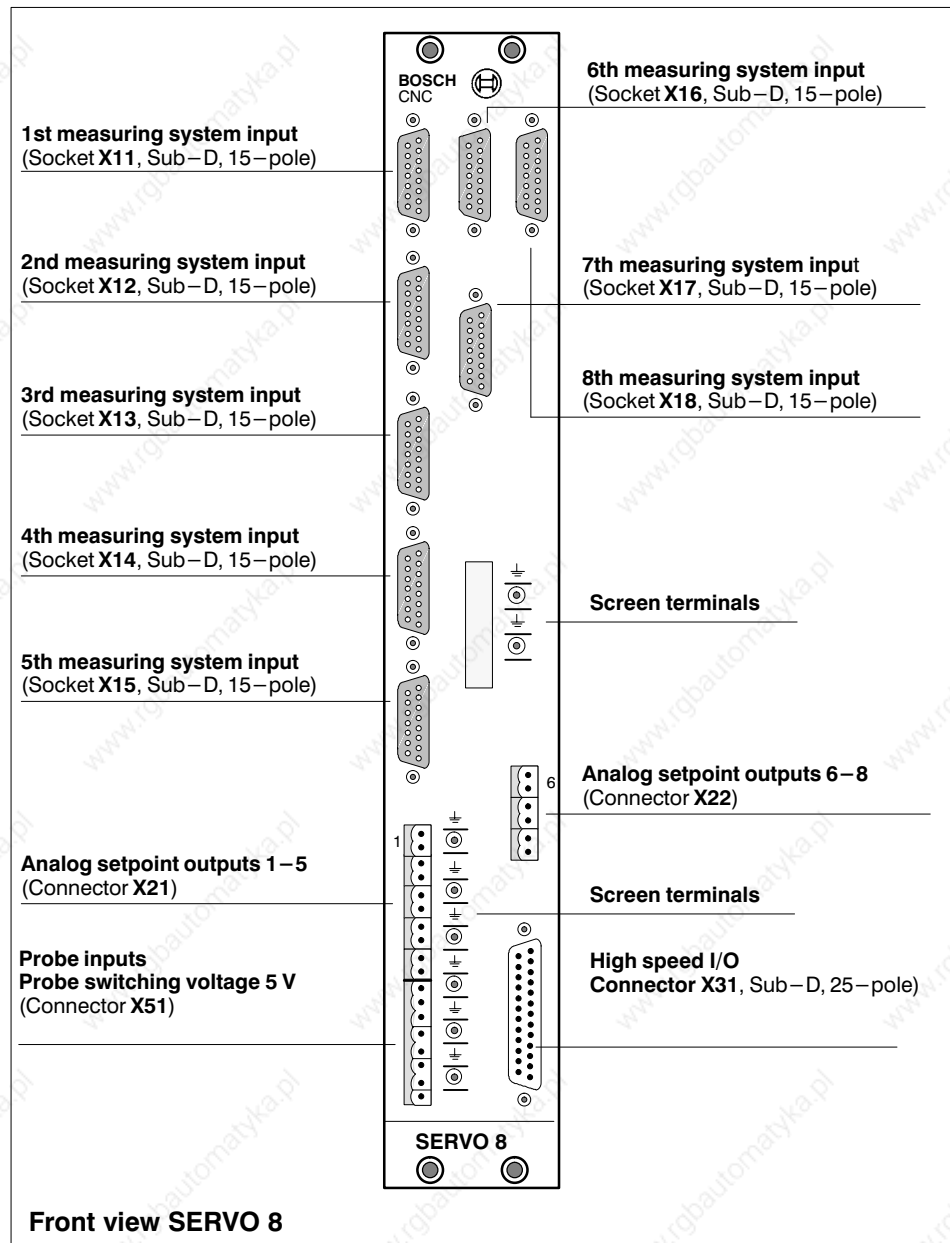 BOSCH
CNC
1st measuring system input
(Socket X11, Sub−D, 15−pole)
2nd measuring system input
(Socket X12, Sub−D, 15−pole)
3rd measuring system input
(Socket X13, Sub−D, 15−pole)
4th measuring system input
(Socket X14, Sub−D, 15−pole)
5th measuring system input
(Socket X15, Sub−D, 15−pole)
Analog setpoint outputs 1−5
(Connector X21)
Probe inputs
Probe switching voltage 5 V
(Connector X51)
1
6th measuring system input
(Socket X16, Sub−D, 15−pole)
7th measuring system input
(Socket X17, Sub−D, 15−pole)
8th measuring system input
(Socket X18, Sub−D, 15−pole)
Screen terminals
6
Analog setpoint outputs 6−8
(Connector X22)
Screen terminals
High speed I/O
Connector X31, Sub−D, 25−pole)
SERVO 8
Front view SERVO 8
www.rgbautomatyka.pl